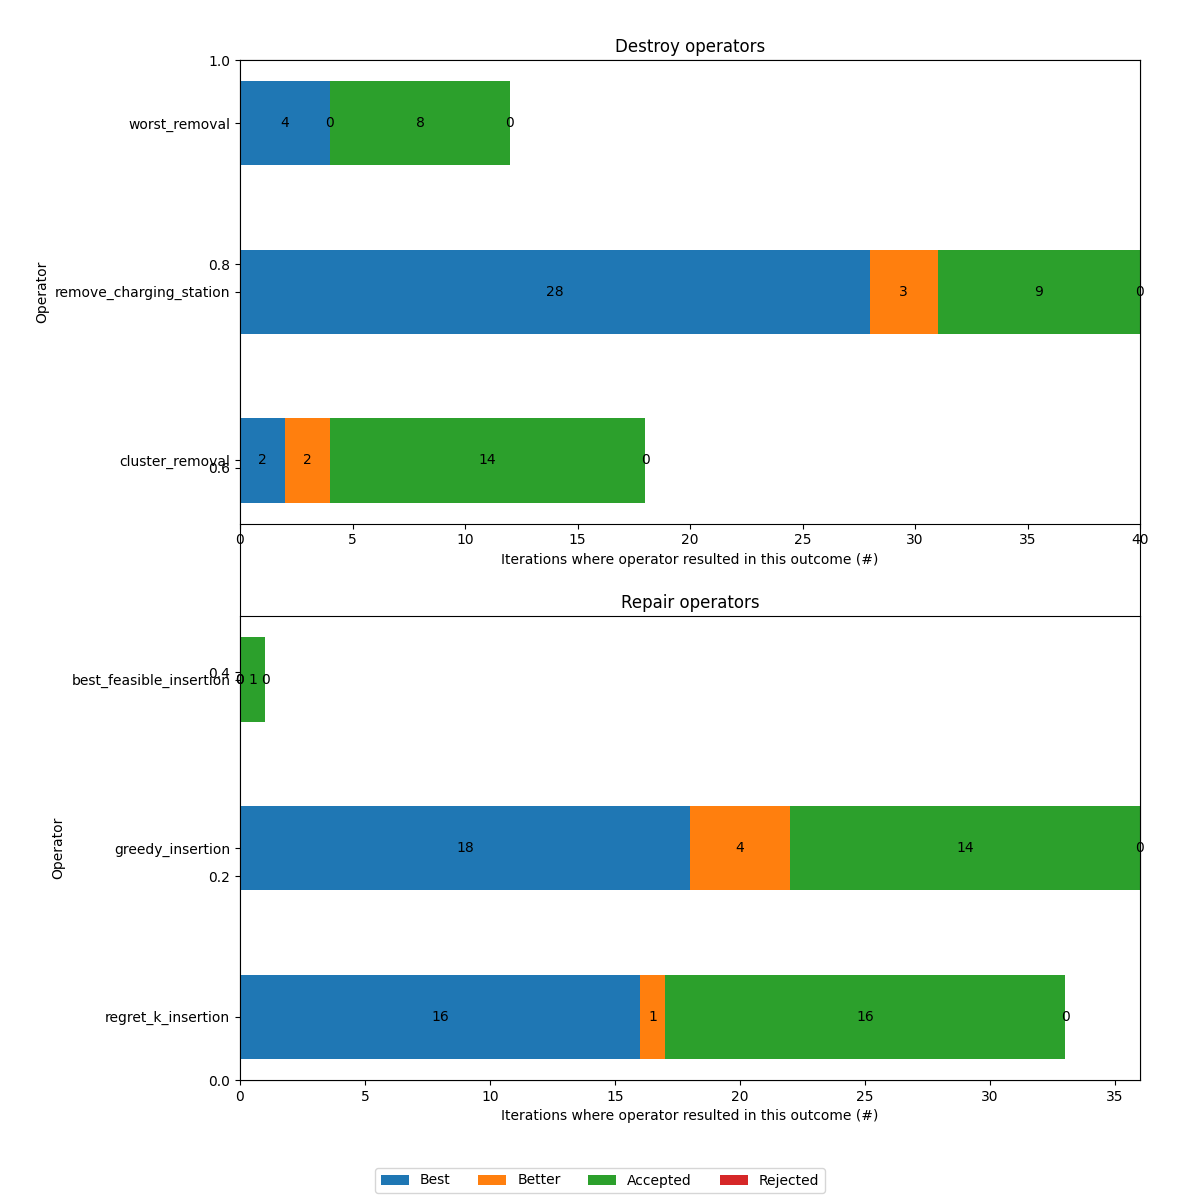 Destroy operators
1.0
worst_removal 4 0 8 0
0.8
Operator
remove_charging_station 28 3 9 0
cluster_removal 2 2 14 0
0.6
0 5 10 15 20 25 30 35 40
Iterations where operator resulted in this outcome (#)
Repair operators
0.4
best_feasible_insertion 0 0 1 0
Operator
greedy_insertion 18 4 14 0
0.2
regret_k_insertion 16 1 16 0
0.0
0 5 10 15 20 25 30 35
Iterations where operator resulted in this outcome (#)
Best Better Accepted Rejected